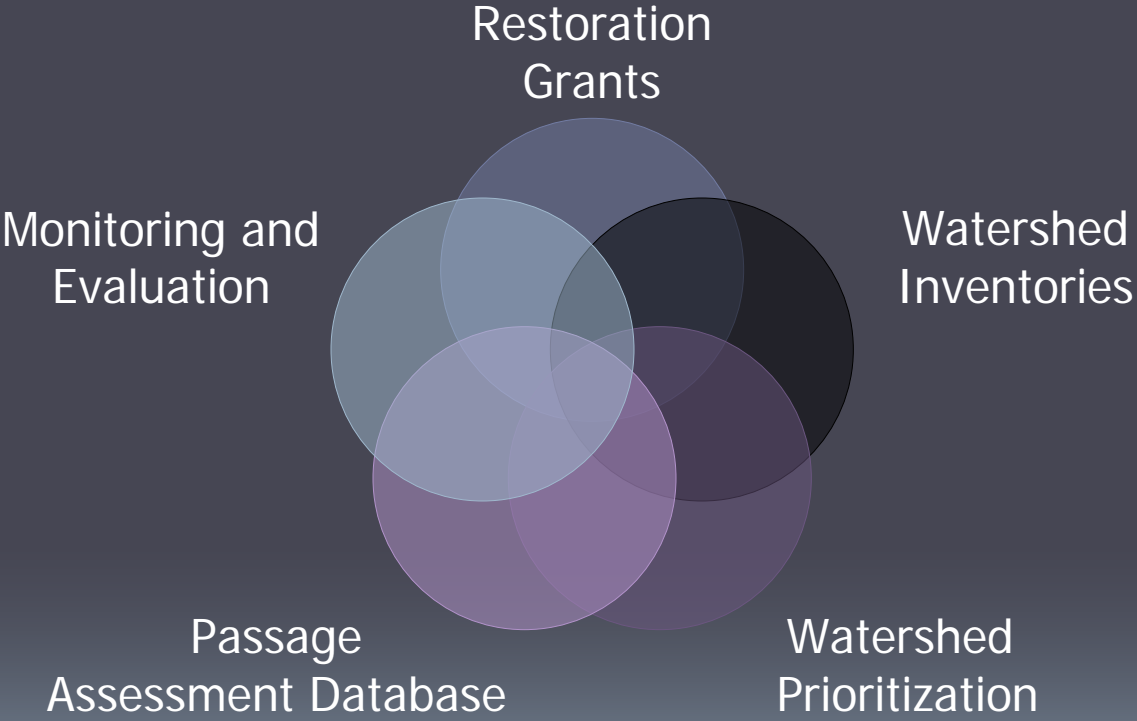 Restoration
Grants
Monitoring and
Evaluation
Watershed
Inventories
Passage
Assessment Database
Watershed
Prioritization